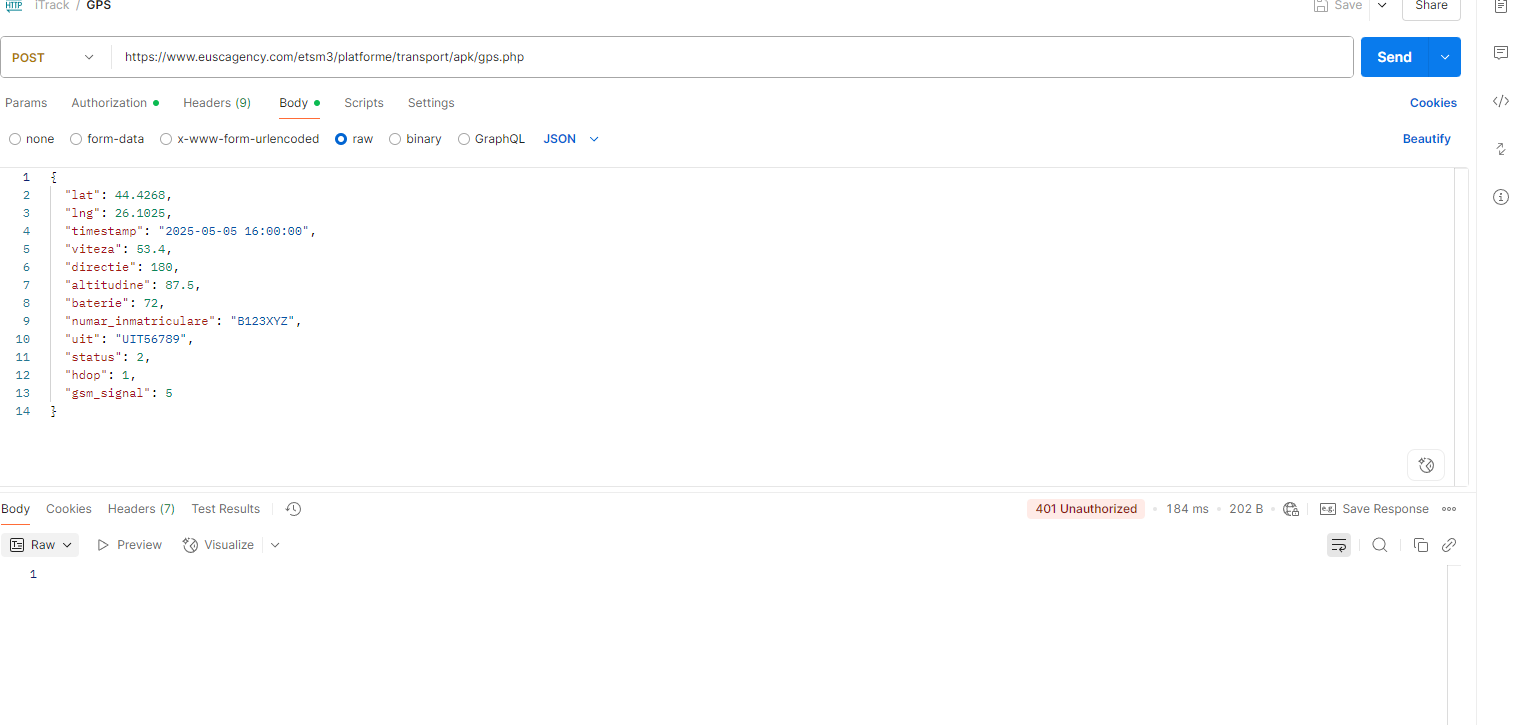 HTTP iTrack / GPS Save Share
POST https://www.euscagency.com/etsm3/platforme/transport/apk/gps.php Send
Params Authorization Headers (9) Body Scripts Settings Cookies
none form-data x-www-form-urlencoded raw binary GraphQL JSON Beautify
1 {
2 "lat": 44.4268,
3 "lng": 26.1025,
4 "timestamp": "2025-05-05 16:00:00",
5 "viteza": 53.4,
6 "directie": 180,
7 "altitudine": 87.5,
8 "baterie": 72,
9 "numar_inmatriculare": "B123XYZ",
10 "uit": "UIT56789",
11 "status": 2,
12 "hdop": 1,
13 "gsm_signal": 5
14 }
Body Cookies Headers (7) Test Results 401 Unauthorized • 184 ms • 202 B e.g. Save Response
Raw Preview Visualize
1